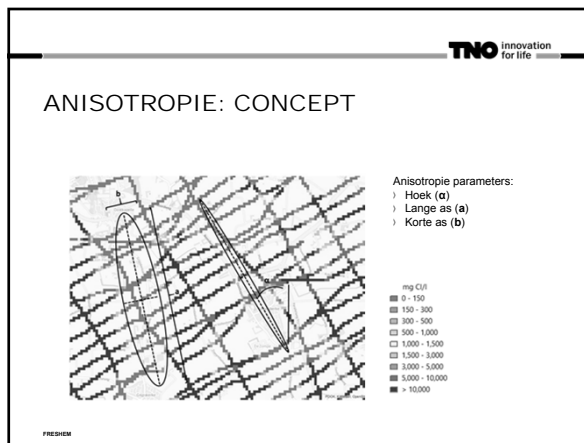 TNO innovation
for life
ANISOTROPIE: CONCEPT
b
Anisotropie parameters:
› Hoek (α)
› Lange as (a)
› Korte as (b)
mg Cl/l
0 - 150
150 - 300
300 - 500
500 - 1,000
1,000 - 1,500
1,500 - 3,000
3,000 - 5,000
5,000 - 10,000
> 10,000
FRESHEM